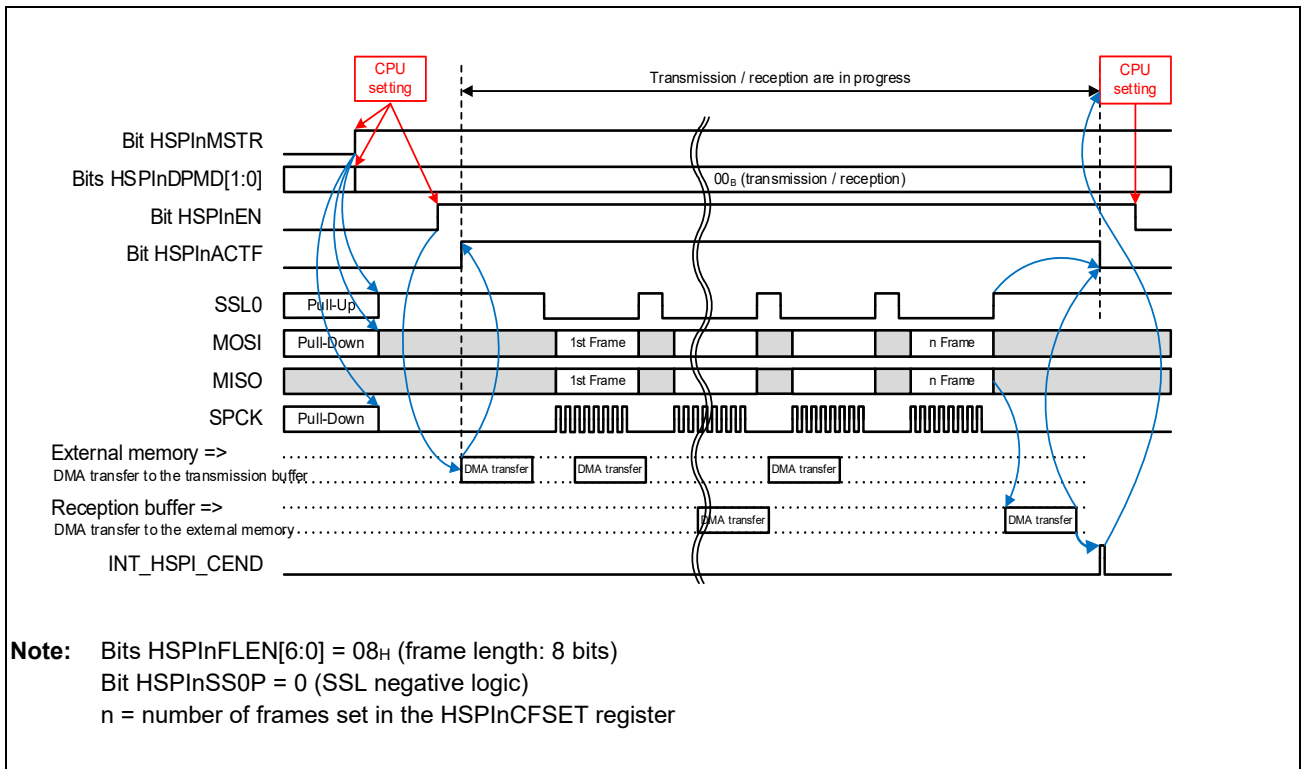 CPU
setting
Transmission / reception are in progress
CPU
setting
Bit HSPInMSTR
Bits HSPInDPMD[1:0]
00B (transmission / reception)
Bit HSPInEN
Bit HSPInACTF
SSL0
Pull-Up
MOSI
Pull-Down
1st Frame
n Frame
MISO
1st Frame
n Frame
SPCK
Pull-Down
External memory =>
DMA transfer to the transmission buffer
DMA transfer
DMA transfer
DMA transfer
Reception buffer =>
DMA transfer to the external memory
DMA transfer
DMA transfer
INT_HSPI_CEND
Note: Bits HSPInFLEN[6:0] = 08H (frame length: 8 bits)
Bit HSPInSS0P = 0 (SSL negative logic)
n = number of frames set in the HSPInCFSET register